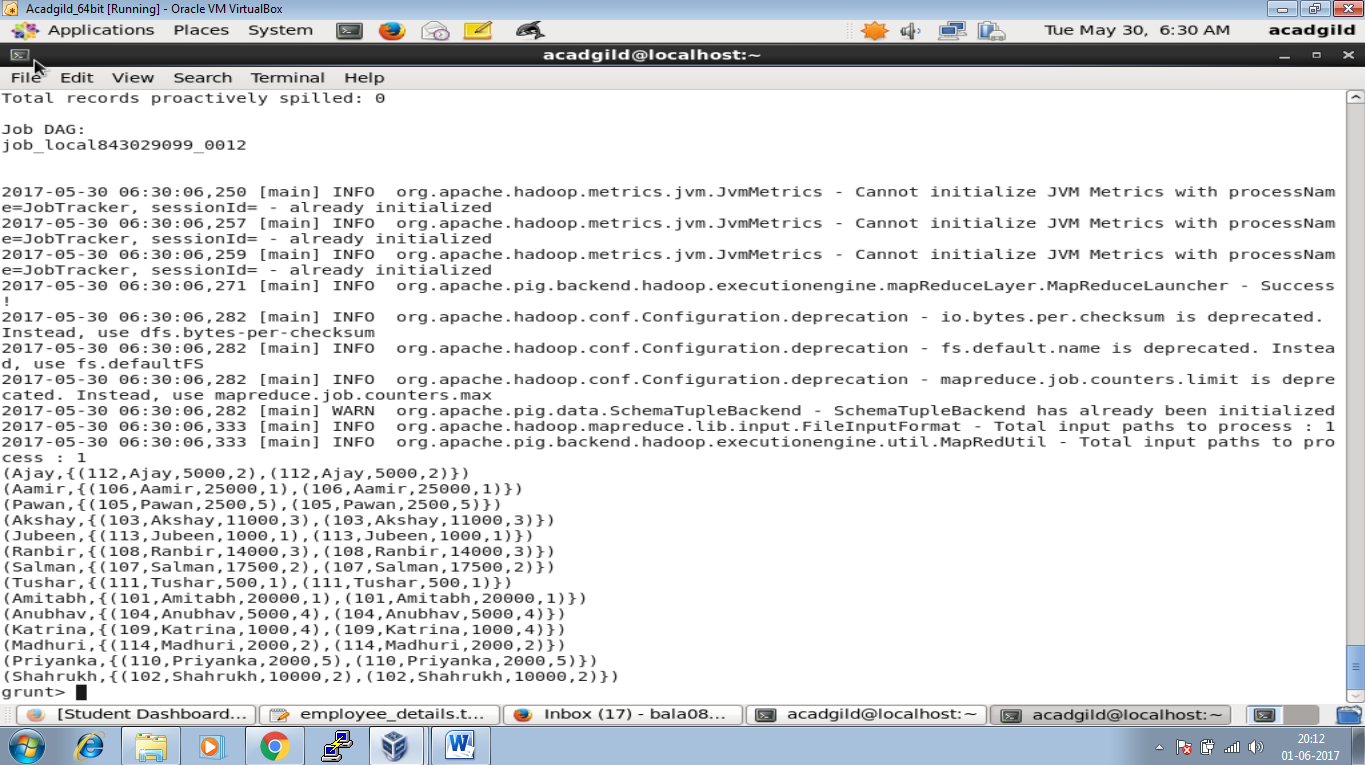 Acadgild_64bit [Running] - Oracle VM VirtualBox
Applications Places System Tue May 30, 6:30 AM acadgild
acadgild@localhost:~
File Edit View Search Terminal Help
Total records proactively spilled: 0
Job DAG:
job_local843029099_0012
2017-05-30 06:30:06,250 [main] INFO  org.apache.hadoop.metrics.jvm.JvmMetrics - Cannot initialize JVM Metrics with processNam
e=JobTracker, sessionId= - already initialized
2017-05-30 06:30:06,257 [main] INFO  org.apache.hadoop.metrics.jvm.JvmMetrics - Cannot initialize JVM Metrics with processNam
e=JobTracker, sessionId= - already initialized
2017-05-30 06:30:06,259 [main] INFO  org.apache.hadoop.metrics.jvm.JvmMetrics - Cannot initialize JVM Metrics with processNam
e=JobTracker, sessionId= - already initialized
2017-05-30 06:30:06,271 [main] INFO  org.apache.pig.backend.hadoop.executionengine.mapReduceLayer.MapReduceLauncher - Success
!
2017-05-30 06:30:06,282 [main] INFO  org.apache.hadoop.conf.Configuration.deprecation - io.bytes.per.checksum is deprecated.
Instead, use dfs.bytes-per-checksum
2017-05-30 06:30:06,282 [main] INFO  org.apache.hadoop.conf.Configuration.deprecation - fs.default.name is deprecated. Instea
d, use fs.defaultFS
2017-05-30 06:30:06,282 [main] INFO  org.apache.hadoop.conf.Configuration.deprecation - mapreduce.job.counters.limit is depre
cated. Instead, use mapreduce.job.counters.max
2017-05-30 06:30:06,282 [main] WARN  org.apache.pig.data.SchemaTupleBackend - SchemaTupleBackend has already been initialized
2017-05-30 06:30:06,333 [main] INFO  org.apache.hadoop.mapreduce.lib.input.FileInputFormat - Total input paths to process : 1
2017-05-30 06:30:06,333 [main] INFO  org.apache.pig.backend.hadoop.executionengine.util.MapRedUtil - Total input paths to pro
cess : 1
(Ajay,{(112,Ajay,5000,2),(112,Ajay,5000,2)})
(Aamir,{(106,Aamir,25000,1),(106,Aamir,25000,1)})
(Pawan,{(105,Pawan,2500,5),(105,Pawan,2500,5)})
(Akshay,{(103,Akshay,11000,3),(103,Akshay,11000,3)})
(Jubeen,{(113,Jubeen,1000,1),(113,Jubeen,1000,1)})
(Ranbir,{(108,Ranbir,14000,3),(108,Ranbir,14000,3)})
(Salman,{(107,Salman,17500,2),(107,Salman,17500,2)})
(Tushar,{(111,Tushar,500,1),(111,Tushar,500,1)})
(Amitabh,{(101,Amitabh,20000,1),(101,Amitabh,20000,1)})
(Anubhav,{(104,Anubhav,5000,4),(104,Anubhav,5000,4)})
(Katrina,{(109,Katrina,1000,4),(109,Katrina,1000,4)})
(Madhuri,{(114,Madhuri,2000,2),(114,Madhuri,2000,2)})
(Priyanka,{(110,Priyanka,2000,5),(110,Priyanka,2000,5)})
(Shahrukh,{(102,Shahrukh,10000,2),(102,Shahrukh,10000,2)})
grunt>
[Student Dashboard... employee_details.t... Inbox (17) - bala08... acadgild@localhost:~ acadgild@localhost:~
20:12
01-06-2017